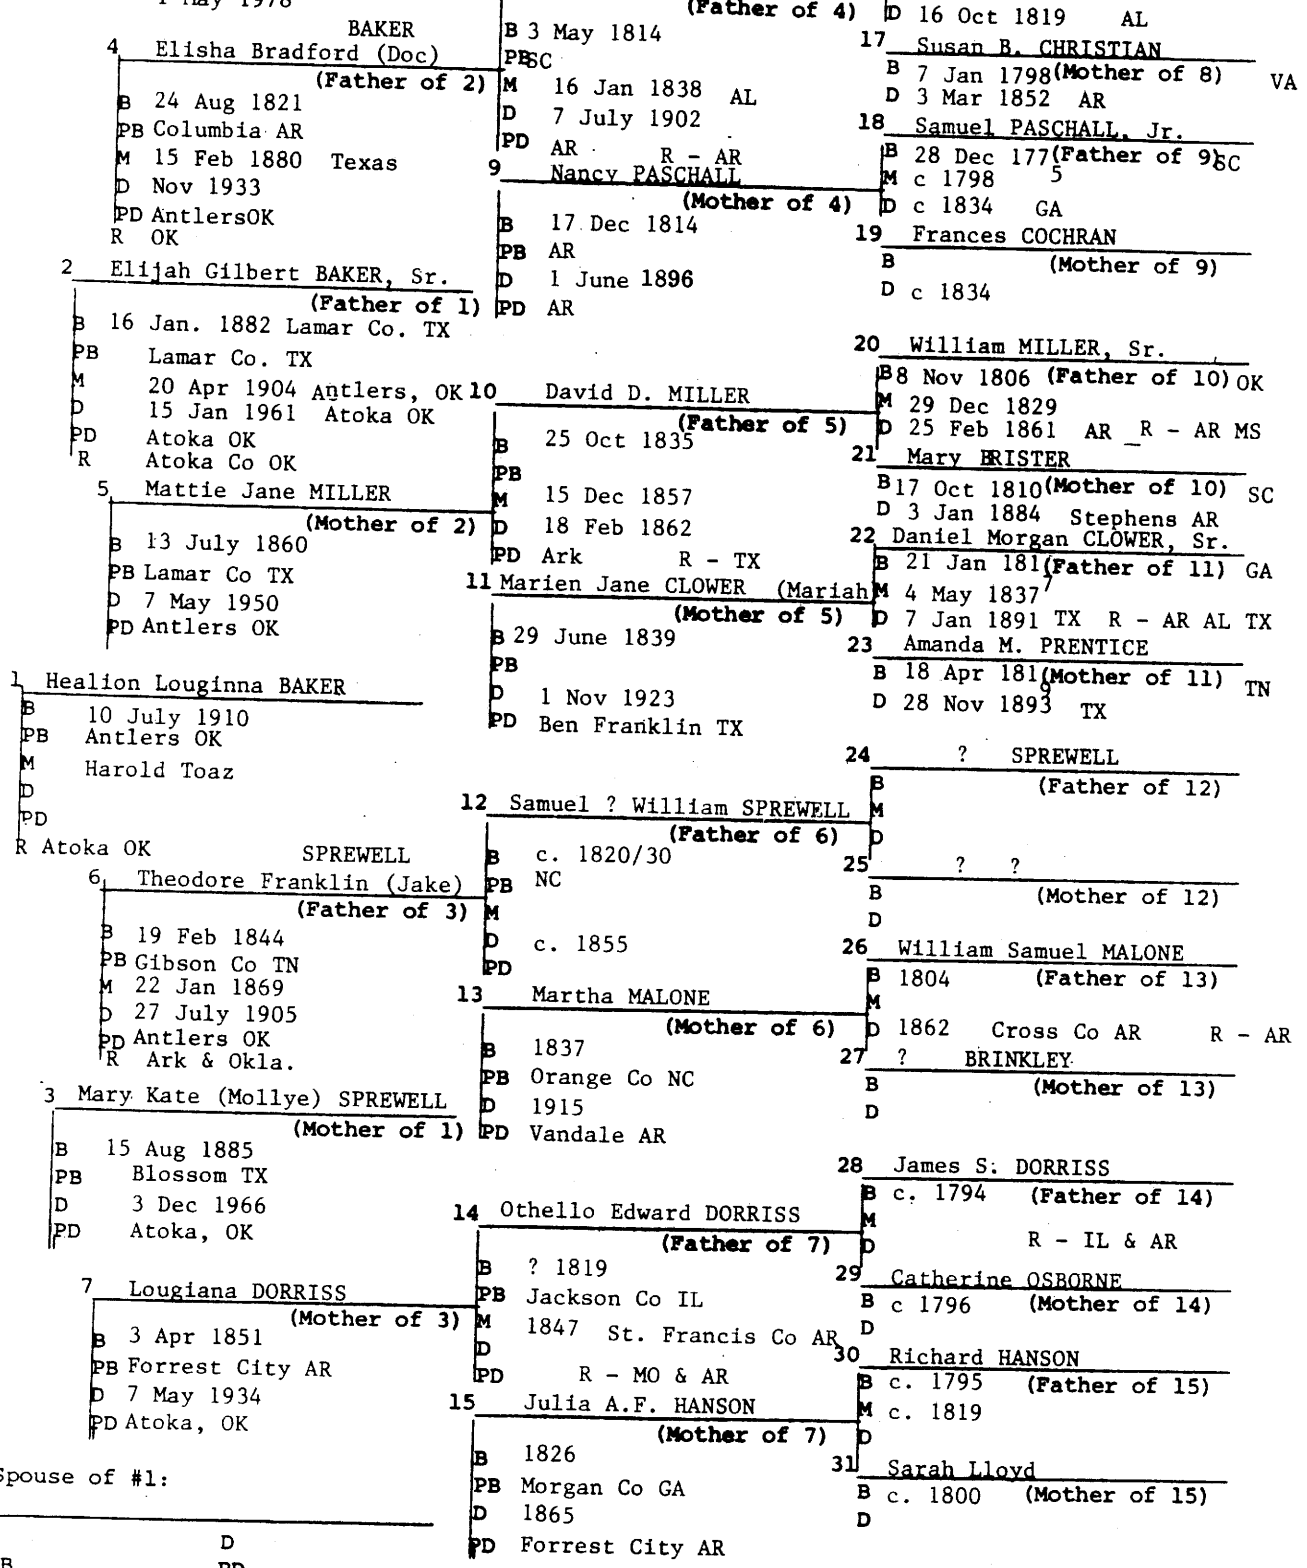 1 May 1978
BAKER
4 Elisha Bradford (Doc)
(Father of 2)
B 24 Aug 1821
PB Columbia AR
M 15 Feb 1880 Texas
D Nov 1933
PD AntlersOK
R OK
2 Elijah Gilbert BAKER, Sr.
(Father of 1)
B 16 Jan. 1882 Lamar Co. TX
PB Lamar Co. TX
M 20 Apr 1904 Antlers, OK
D 15 Jan 1961 Atoka OK
PD Atoka OK
R Atoka Co OK
5 Mattie Jane MILLER
(Mother of 2)
B 13 July 1860
PB Lamar Co TX
D 7 May 1950
PD Antlers OK
1 Healion Louginna BAKER
B 10 July 1910
PB Antlers OK
M Harold Toaz
D
PD
R Atoka OK
SPREWELL
6 Theodore Franklin (Jake)
(Father of 3)
B 19 Feb 1844
PB Gibson Co TN
M 22 Jan 1869
D 27 July 1905
PD Antlers OK
R Ark & Okla.
3 Mary Kate (Mollye) SPREWELL
(Mother of 1)
B 15 Aug 1885
PB Blossom TX
D 3 Dec 1966
PD Atoka, OK
7 Lougiana DORRISS
(Mother of 3)
B 3 Apr 1851
PB Forrest City AR
D 7 May 1934
PD Atoka, OK
Spouse of #1:
D
B PD
(Father of 4)
B 3 May 1814
PB SC
M 16 Jan 1838 AL
D 7 July 1902
PD AR R - AR
9 Nancy PASCHALL
(Mother of 4)
B 17 Dec 1814
PB AR
D 1 June 1896
PD AR
10 David D. MILLER
(Father of 5)
B 25 Oct 1835
PB
M 15 Dec 1857
D 18 Feb 1862
PD Ark R - TX
11 Marien Jane CLOWER (Mariah
(Mother of 5)
B 29 June 1839
PB
D 1 Nov 1923
PD Ben Franklin TX
12 Samuel ? William SPREWELL
(Father of 6)
B c. 1820/30
PB NC
M
D c. 1855
PD
13 Martha MALONE
(Mother of 6)
B 1837
PB Orange Co NC
D 1915
PD Vandale AR
14 Othello Edward DORRISS
(Father of 7)
B ? 1819
PB Jackson Co IL
M 1847 St. Francis Co AR
D
PD R - MO & AR
15 Julia A.F. HANSON
(Mother of 7)
B 1826
PB Morgan Co GA
D 1865
PD Forrest City AR
D 16 Oct 1819 AL
17 Susan B. CHRISTIAN
B 7 Jan 1798 (Mother of 8) VA
D 3 Mar 1852 AR
18 Samuel PASCHALL, Jr.
B 28 Dec 177 (Father of 9) SC
M c 1798 5
D c 1834 GA
19 Frances COCHRAN
B (Mother of 9)
D c 1834
20 William MILLER, Sr.
B 8 Nov 1806 (Father of 10) OK
M 29 Dec 1829
D 25 Feb 1861 AR _R - AR MS
21 Mary BRISTER
B 17 Oct 1810 (Mother of 10) SC
D 3 Jan 1884 Stephens AR
22 Daniel Morgan CLOWER, Sr.
B 21 Jan 181 (Father of 11) GA
M 4 May 1837 7
D 7 Jan 1891 TX R - AR AL TX
23 Amanda M. PRENTICE
B 18 Apr 181 (Mother of 11) TN
9
D 28 Nov 1893 TX
24 ? SPREWELL
B (Father of 12)
M
D
25 ? ?
B (Mother of 12)
D
26 William Samuel MALONE
B 1804 (Father of 13)
M
D 1862 Cross Co AR R - AR
27 ? BRINKLEY
B (Mother of 13)
D
28 James S. DORRISS
B c. 1794 (Father of 14)
M
D R - IL & AR
29 Catherine OSBORNE
B c 1796 (Mother of 14)
D
30 Richard HANSON
B c. 1795 (Father of 15)
M c. 1819
D
31 Sarah Lloyd
B c. 1800 (Mother of 15)
D